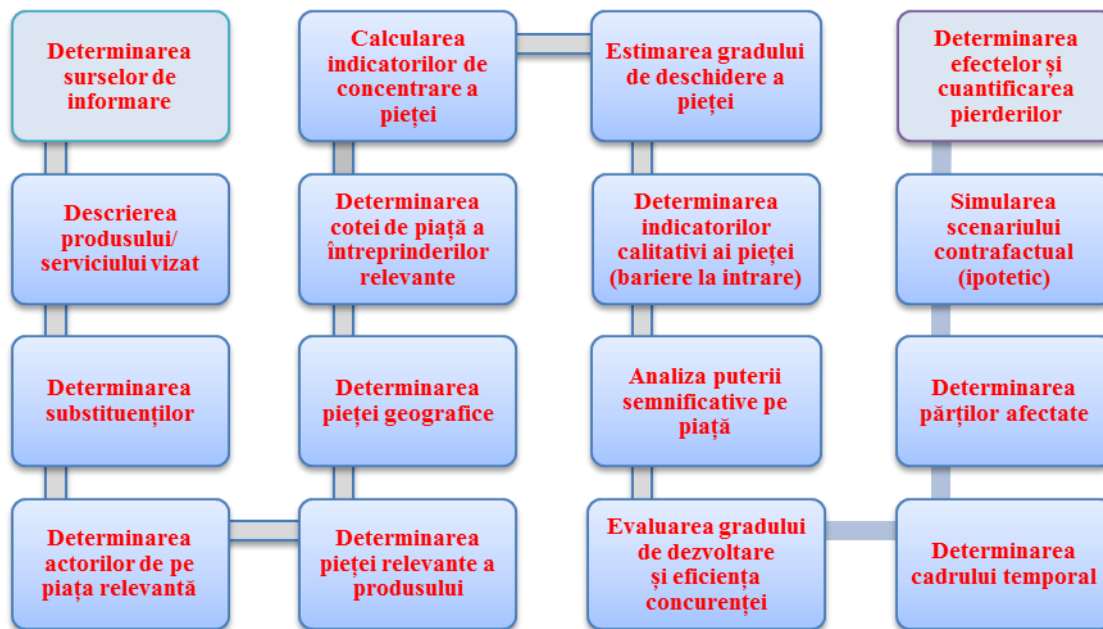 Determinarea
surselor de
informare
Descrierea
produsului/
serviciului vizat
Determinarea
substituenților
Determinarea
actorilor de pe
piața relevantă
Determinarea
pieței relevante a
produsului
Determinarea
pieței geografice
Determinarea
cotei de piață a
întreprinderilor
relevante
Calcularea
indicatorilor de
concentrare a
pieței
Estimarea gradului
de deschidere a
pieței
Determinarea
indicatorilor
calitativi ai pieței
(bariere la intrare)
Analiza puterii
semnificative pe
piață
Evaluarea gradului
de dezvoltare
și eficiența
concurenței
Determinarea
cadrului temporal
Determinarea
părților afectate
Simularea
scenariului
contrafactual
(ipotetic)
Determinarea
efectelor și
cuantificarea
pierderilor